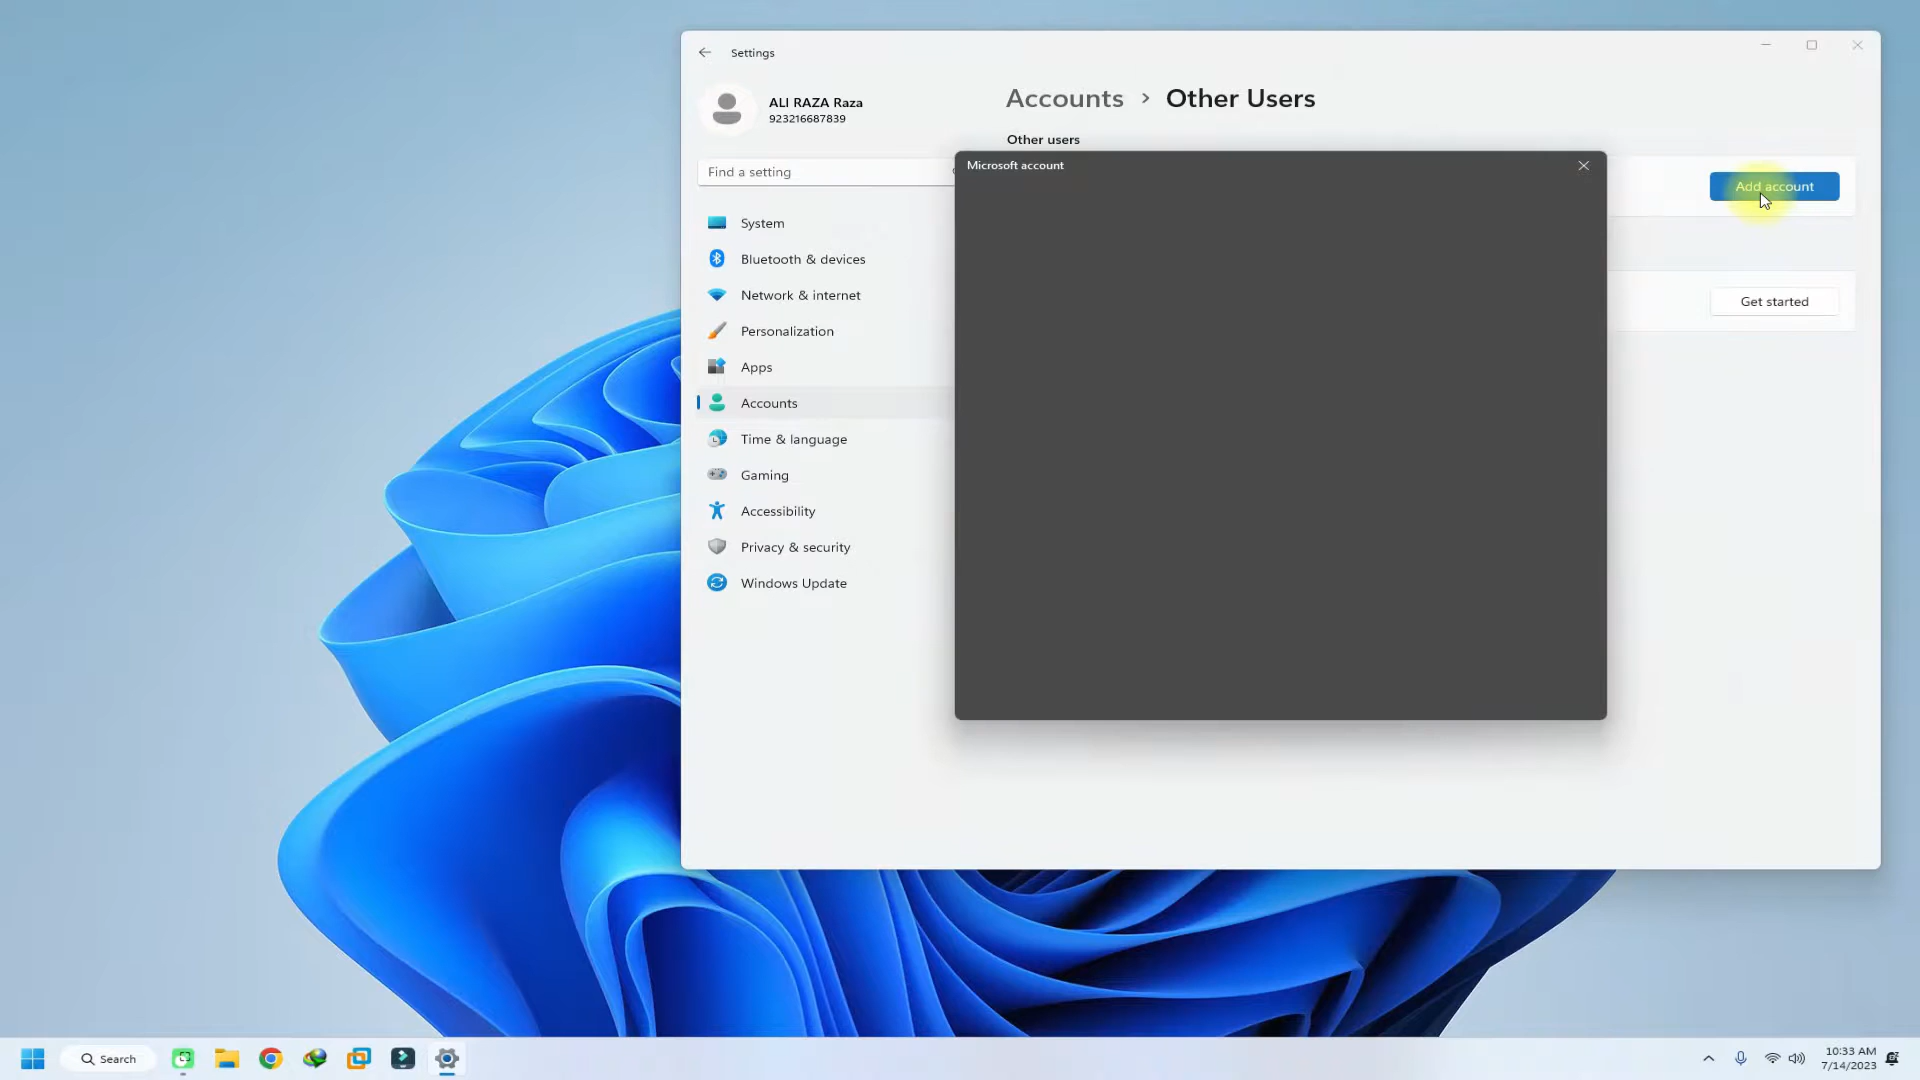 Settings
ALI RAZA Raza
923216687839
Find a setting
System
Bluetooth & devices
Network & internet
Personalization
Apps
Accounts
Time & language
Gaming
Accessibility
Privacy & security
Windows Update
Accounts > Other Users
Other users
Add account
Get started
Microsoft account
Search
10:33 AM
7/14/2023